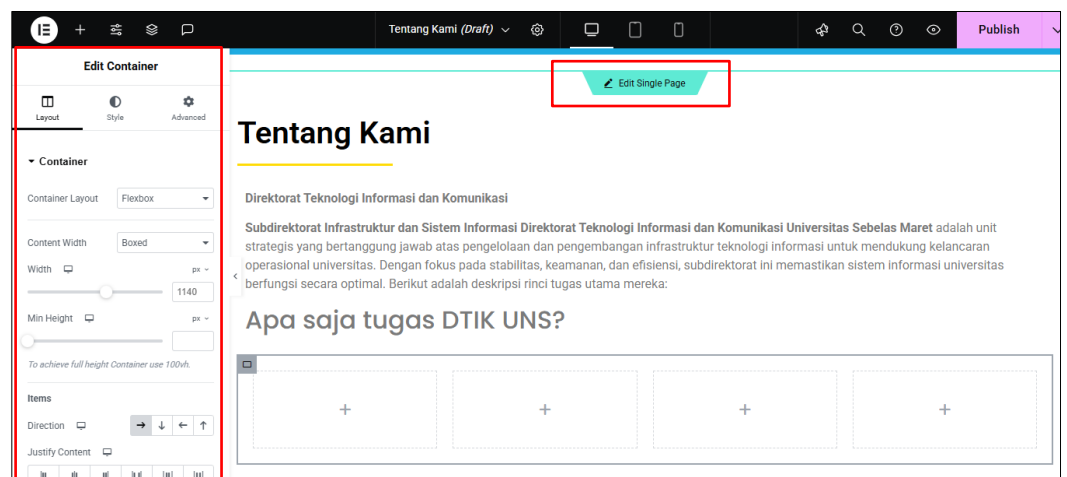 Tentang Kami (Draft)
Publish
Edit Container
Layout
Style
Advanced
Container
Container Layout
Flexbox
Content Width
Boxed
Width
px
1140
Min Height
px
To achieve full height Container use 100vh.
Items
Direction
Justify Content
Edit Single Page
Tentang Kami
Direktorat Teknologi Informasi dan Komunikasi
Subdirektorat Infrastruktur dan Sistem Informasi Direktorat Teknologi Informasi dan Komunikasi Universitas Sebelas Maret adalah unit
strategis yang bertanggung jawab atas pengelolaan dan pengembangan infrastruktur teknologi informasi untuk mendukung kelancaran
operasional universitas. Dengan fokus pada stabilitas, keamanan, dan efisiensi, subdirektorat ini memastikan sistem informasi universitas
berfungsi secara optimal. Berikut adalah deskripsi rinci tugas utama mereka:
Apa saja tugas DTIK UNS?